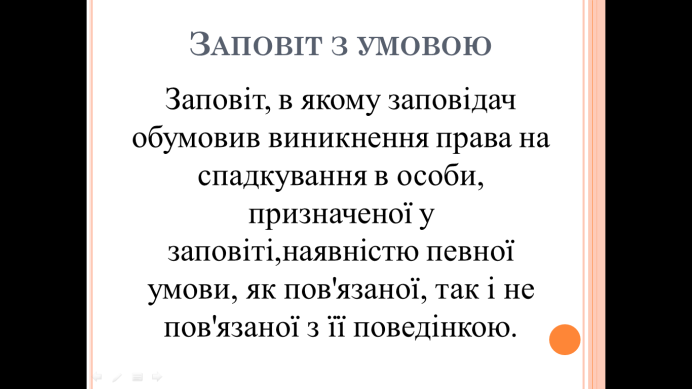 Заповіт з умовою
Заповіт, в якому заповідач
обумовив виникнення права на
спадкування в особи,
призначеної у
заповіті,наявністю певної
умови, як пов'язаної, так і не
пов'язаної з її поведінкою.